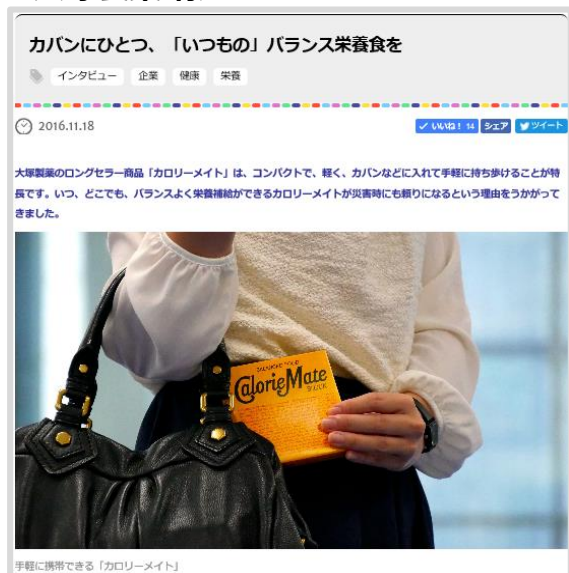 カバンにひとつ、「いつもの」バランス栄養食を
インタビュー 企業 健康 栄養
2016.11.18
いいね! 14 シェア ツイート
大塚製薬のロングセラー商品「カロリーメイト」は、コンパクトで、軽く、カバンなどに入れて手軽に持ち歩けることが特
長です。いつ、どこでも、バランスよく栄養補給ができるカロリーメイトが災害時にも頼りになるという理由をうかがって
きました。
BALANCED FOOD
CalorieMate
BLOCK
手軽に携帯できる「カロリーメイト」